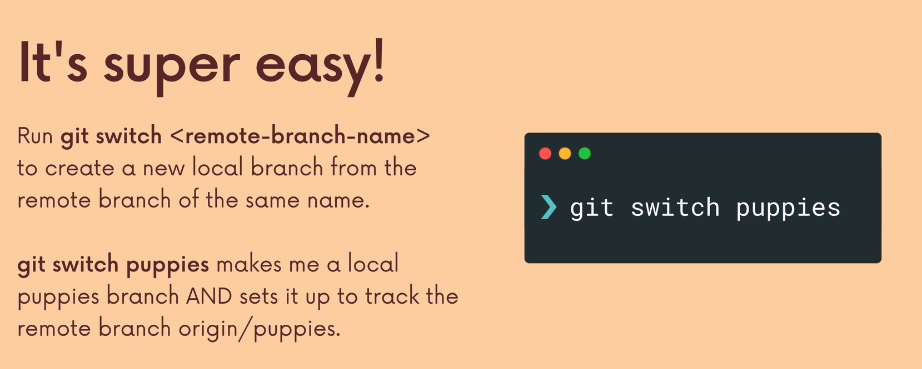 It's super easy!
Run git switch <remote-branch-name>
to create a new local branch from the
remote branch of the same name.
git switch puppies makes me a local
puppies branch AND sets it up to track the
remote branch origin/puppies.
❯ git switch puppies